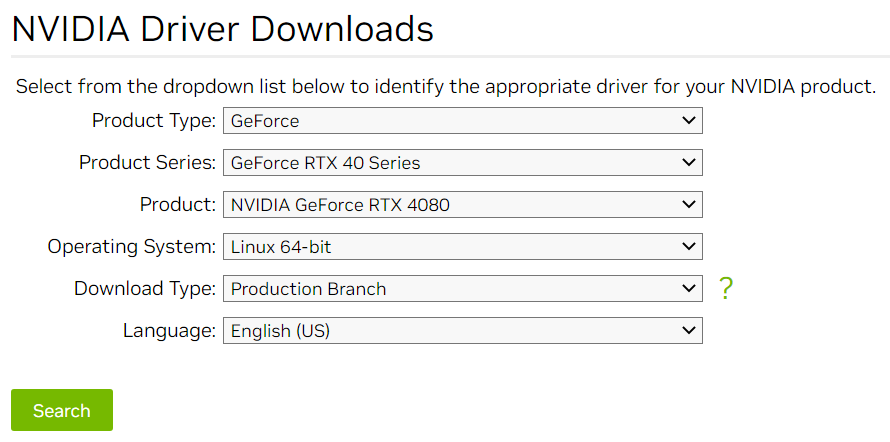 NVIDIA Driver Downloads
Select from the dropdown list below to identify the appropriate driver for your NVIDIA product.
Product Type: GeForce
Product Series: GeForce RTX 40 Series
Product: NVIDIA GeForce RTX 4080
Operating System: Linux 64-bit
Download Type: Production Branch ?
Language: English (US)
Search